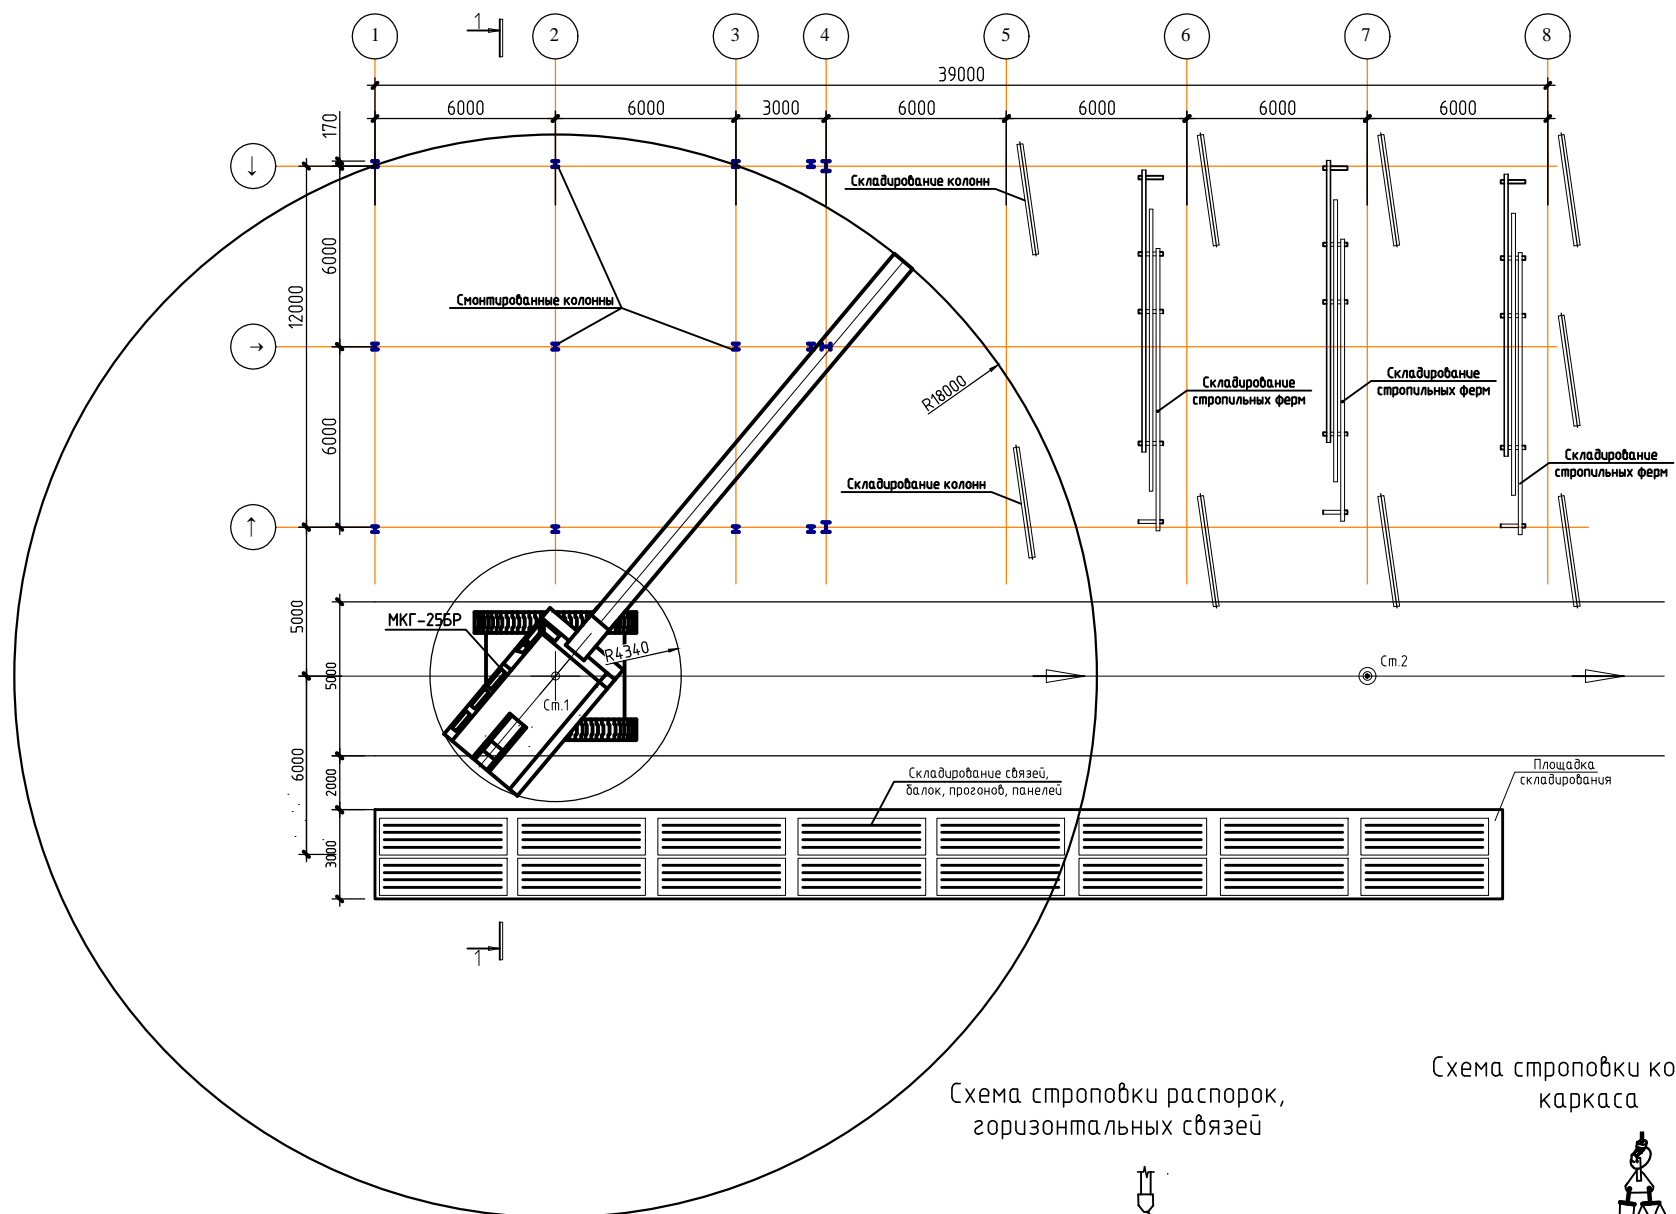 1
1
2
3
4
5
6
7
8
39000
6000
6000
3000
6000
6000
6000
6000
170
↓
Складирование колонн
6000
12000
Смонтированные колонны
→
R18000
Складирование
стропильных ферм
Складирование
стропильных ферм
6000
Складирование
стропильных ферм
Складирование колонн
↑
5000
МКГ-25БР
R4340
5000
Ст.1
Ст.2
6000
2000
Складирование связей,
балок, прогонов, панелей
Площадка
складирования
3000
1
Схема строповки распорок,
горизонтальных связей
Схема строповки ко
каркаса